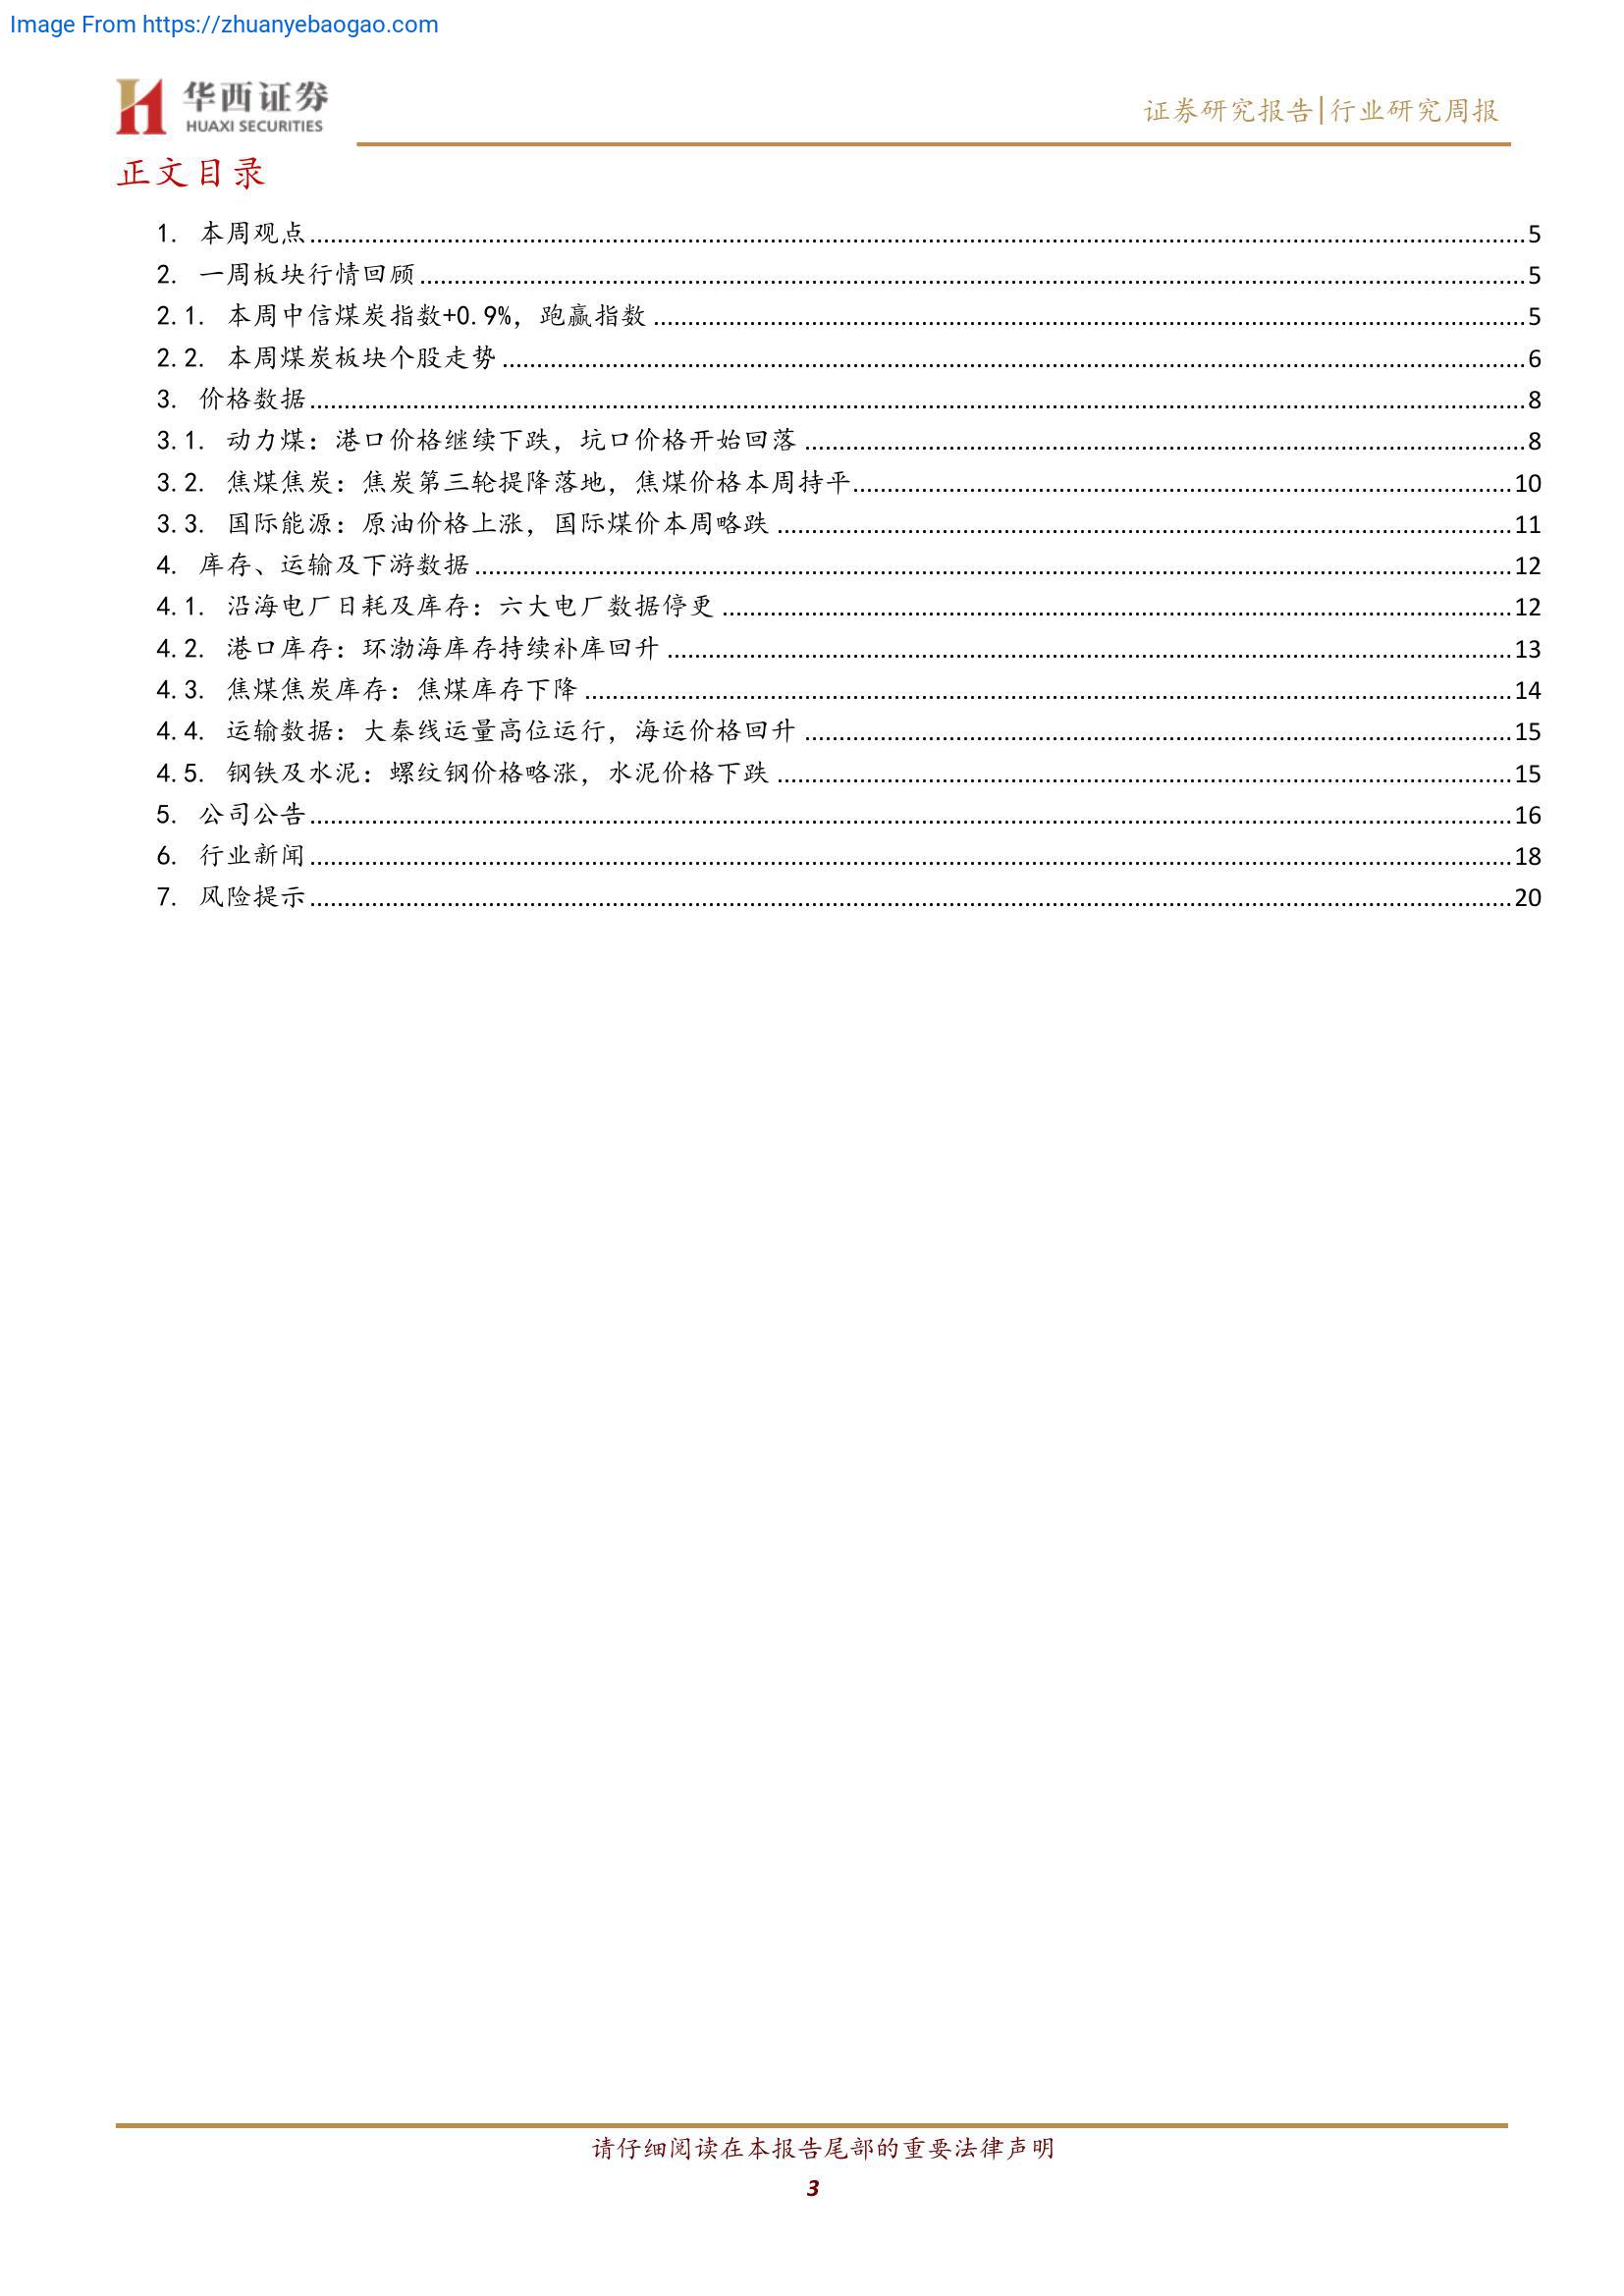 Image From https://zhuanyebaogao.com
华西证券
HUAXI SECURITIES
证券研究报告|行业研究周报
正文目录
1. 本周观点........5
2. 一周板块行情回顾........5
2.1. 本周中信煤炭指数+0.9%，跑赢指数........5
2.2. 本周煤炭板块个股走势........6
3. 价格数据........8
3.1. 动力煤：港口价格继续下跌，坑口价格开始回落........8
3.2. 焦煤焦炭：焦炭第三轮提降落地，焦煤价格本周持平........10
3.3. 国际能源：原油价格上涨，国际煤价本周略跌........11
4. 库存、运输及下游数据........12
4.1. 沿海电厂日耗及库存：六大电厂数据停更........12
4.2. 港口库存：环渤海库存持续补库回升........13
4.3. 焦煤焦炭库存：焦煤库存下降........14
4.4. 运输数据：大秦线运量高位运行，海运价格回升........15
4.5. 钢铁及水泥：螺纹钢价格略涨，水泥价格下跌........15
5. 公司公告........16
6. 行业新闻........18
7. 风险提示........20
请仔细阅读在本报告尾部的重要法律声明
3